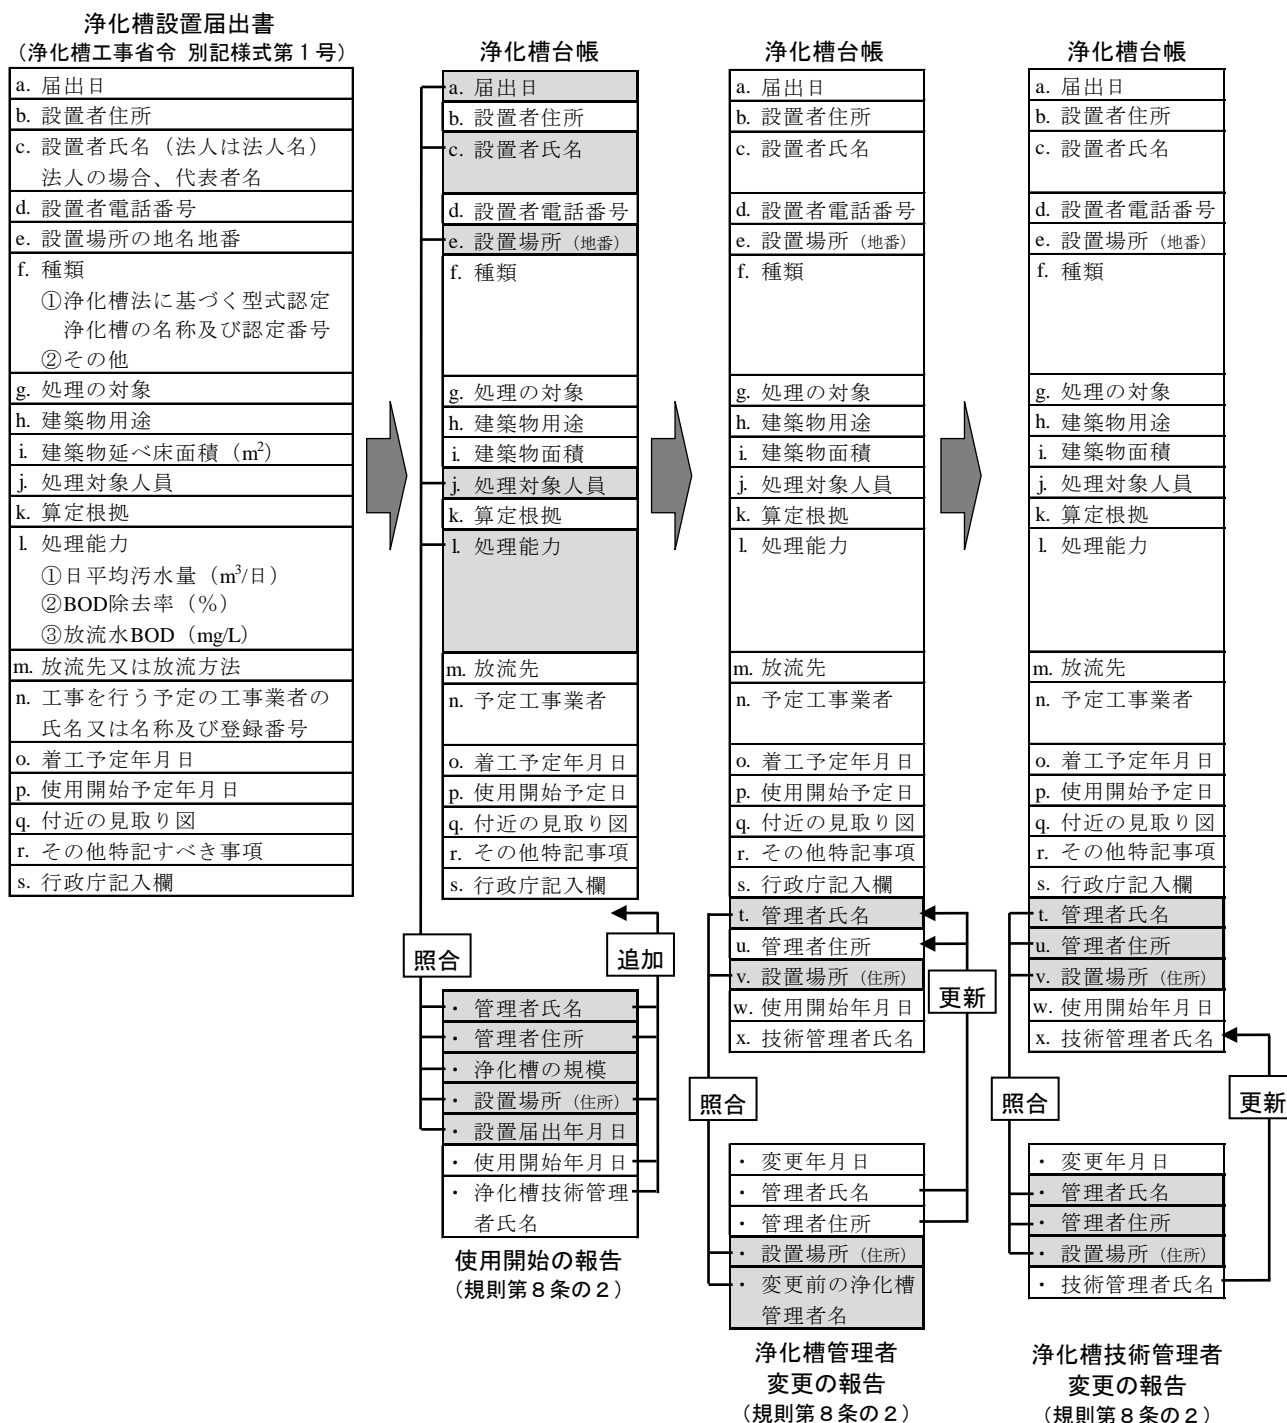 浄化槽設置届出書
（浄化槽工事省令 別記様式第１号）
a. 届出日
b. 設置者住所
c. 設置者氏名（法人は法人名）
法人の場合、代表者名
d. 設置者電話番号
e. 設置場所の地名地番
f. 種類
①浄化槽法に基づく型式認定
浄化槽の名称及び認定番号
②その他
g. 処理の対象
h. 建築物用途
i. 建築物延べ床面積（m²）
j. 処理対象人員
k. 算定根拠
l. 処理能力
①日平均汚水量（m³/日）
②BOD除去率（％）
③放流水BOD（mg/L）
m. 放流先又は放流方法
n. 工事を行う予定の工事業者の
氏名又は名称及び登録番号
o. 着工予定年月日
p. 使用開始予定年月日
q. 付近の見取り図
r. その他特記すべき事項
s. 行政庁記入欄
浄化槽台帳
a. 届出日
b. 設置者住所
c. 設置者氏名
d. 設置者電話番号
e. 設置場所（地番）
f. 種類
g. 処理の対象
h. 建築物用途
i. 建築物面積
j. 処理対象人員
k. 算定根拠
l. 処理能力
m. 放流先
n. 予定工事業者
o. 着工予定年月日
p. 使用開始予定日
q. 付近の見取り図
r. その他特記事項
s. 行政庁記入欄
照合
追加
・ 管理者氏名
・ 管理者住所
・ 浄化槽の規模
・ 設置場所（住所）
・ 設置届出年月日
・ 使用開始年月日
・ 浄化槽技術管理
者氏名
使用開始の報告
（規則第８条の２）
浄化槽台帳
a. 届出日
b. 設置者住所
c. 設置者氏名
d. 設置者電話番号
e. 設置場所（地番）
f. 種類
g. 処理の対象
h. 建築物用途
i. 建築物面積
j. 処理対象人員
k. 算定根拠
l. 処理能力
m. 放流先
n. 予定工事業者
o. 着工予定年月日
p. 使用開始予定日
q. 付近の見取り図
r. その他特記事項
s. 行政庁記入欄
t. 管理者氏名
u. 管理者住所
v. 設置場所（住所）
w. 使用開始年月日
x. 技術管理者氏名
更新
照合
・ 変更年月日
・ 管理者氏名
・ 管理者住所
・ 設置場所（住所）
・ 変更前の浄化槽
管理者名
浄化槽管理者
変更の報告
（規則第８条の２）
浄化槽台帳
a. 届出日
b. 設置者住所
c. 設置者氏名
d. 設置者電話番号
e. 設置場所（地番）
f. 種類
g. 処理の対象
h. 建築物用途
i. 建築物面積
j. 処理対象人員
k. 算定根拠
l. 処理能力
m. 放流先
n. 予定工事業者
o. 着工予定年月日
p. 使用開始予定日
q. 付近の見取り図
r. その他特記事項
s. 行政庁記入欄
t. 管理者氏名
u. 管理者住所
v. 設置場所（住所）
w. 使用開始年月日
x. 技術管理者氏名
照合
更新
・ 変更年月日
・ 管理者氏名
・ 管理者住所
・ 設置場所（住所）
・ 技術管理者氏名
浄化槽技術管理者
変更の報告
（規則第８条の２）